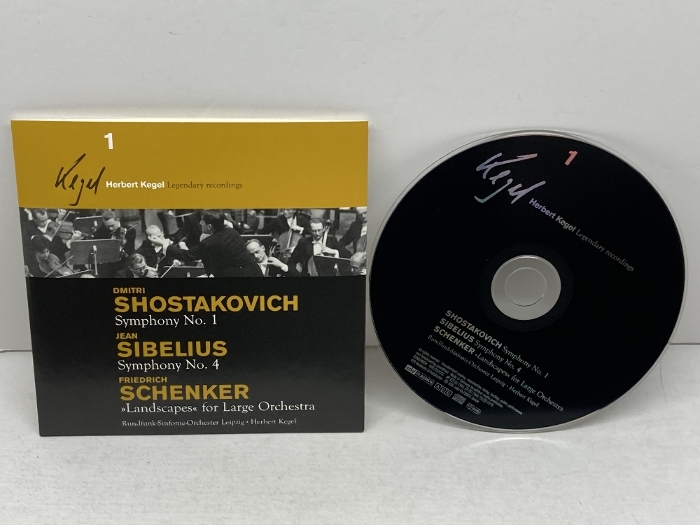 1
Kegel Herbert Kegel Legendary recordings
DMITRI
SHOSTAKOVICH
Symphony No. 1
JEAN
SIBELIUS
Symphony No. 4
FRIEDRICH
SCHENKER
»Landscapes« for Large Orchestra
Rundfunk-Sinfonie-Orchester Leipzig · Herbert Kegel
1
Kegel Herbert Kegel Legendary recordings
SHOSTAKOVICH Symphony No. 1
SIBELIUS Symphony No. 4
SCHENKER »Landscapes« for Large Orchestra
Rundfunk-Sinfonie-Orchester Leipzig · Herbert Kegel